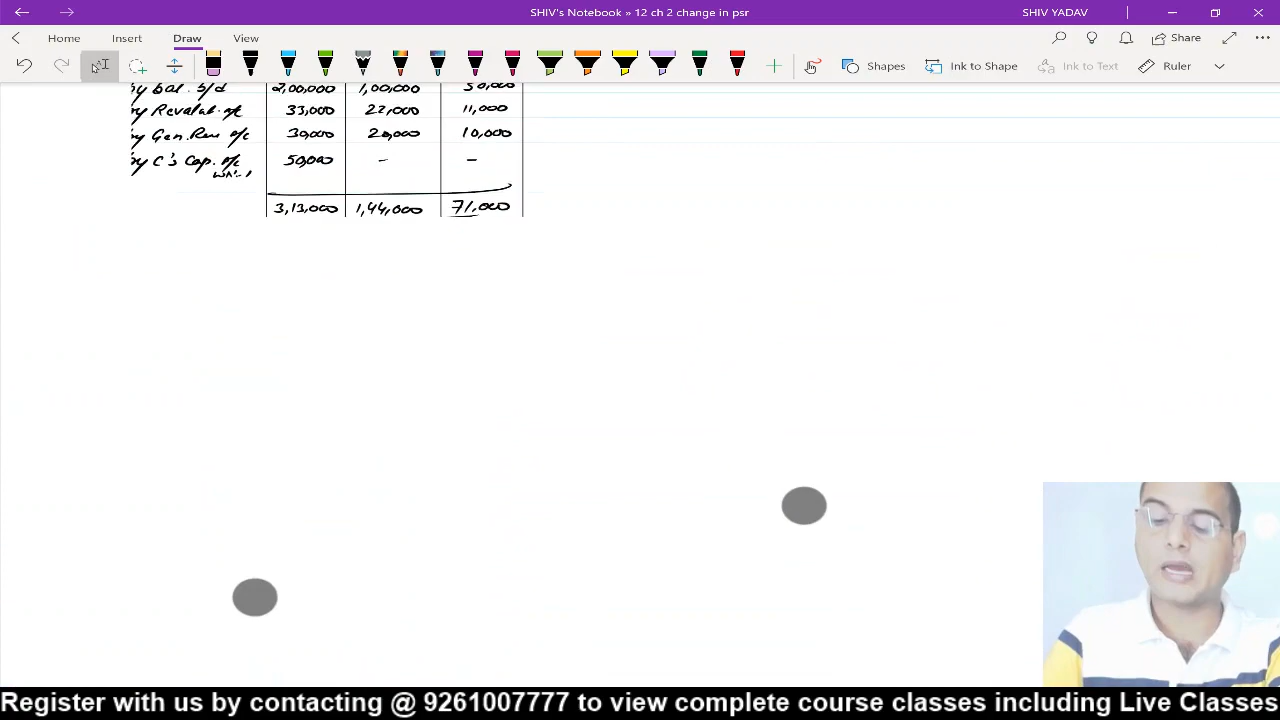 SHIV's Notebook » 12 ch 2 change in psr
SHIV YADAV
Home Insert Draw View
Share
Shapes Ink to Shape Ink to Text Ruler
By Bal. b/d 2,00,000 1,00,000 50,000
By Revaluat. a/c 33,000 22,000 11,000
By Gen. Res a/c 30,000 20,000 10,000
By C's Cap. a/c 50,000 - -
3,13,000 1,44,000 71,000
Register with us by contacting @ 9261007777 to view complete course classes including Live Classes